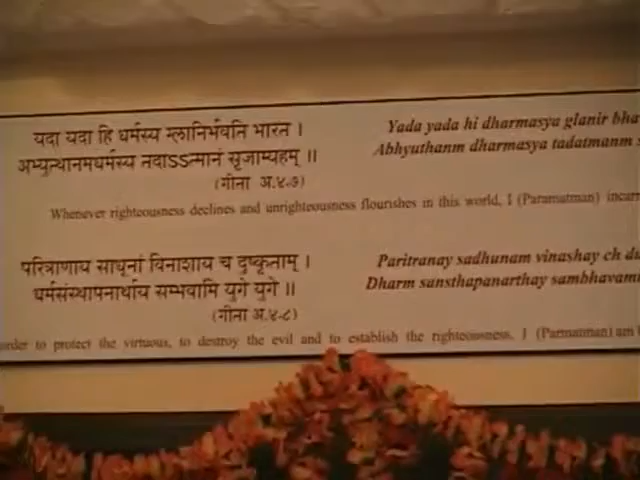 यदा यदा हि धर्मस्य ग्लानिर्भवति भारत । Yada yada hi dharmasya glanir bha
अभ्युत्थानमधर्मस्य तदाऽऽत्मानं सृजाम्यहम् ॥ Abhyuthanm dharmasya tadatmanm s
(गीता अ.४-७)
Whenever righteousness declines and unrighteousness flourishes in this world, I (Paramatman) incarn
परित्राणाय साधूनां विनाशाय च दुष्कृताम् । Paritranay sadhunam vinashay ch du
धर्मसंस्थापनार्थाय सम्भवामि युगे युगे ॥ Dharm sansthapanarthay sambhavami
(गीता अ.४-८)
order to protect the virtuous, to destroy the evil and to establish the righteousness, I (Parmatman) am